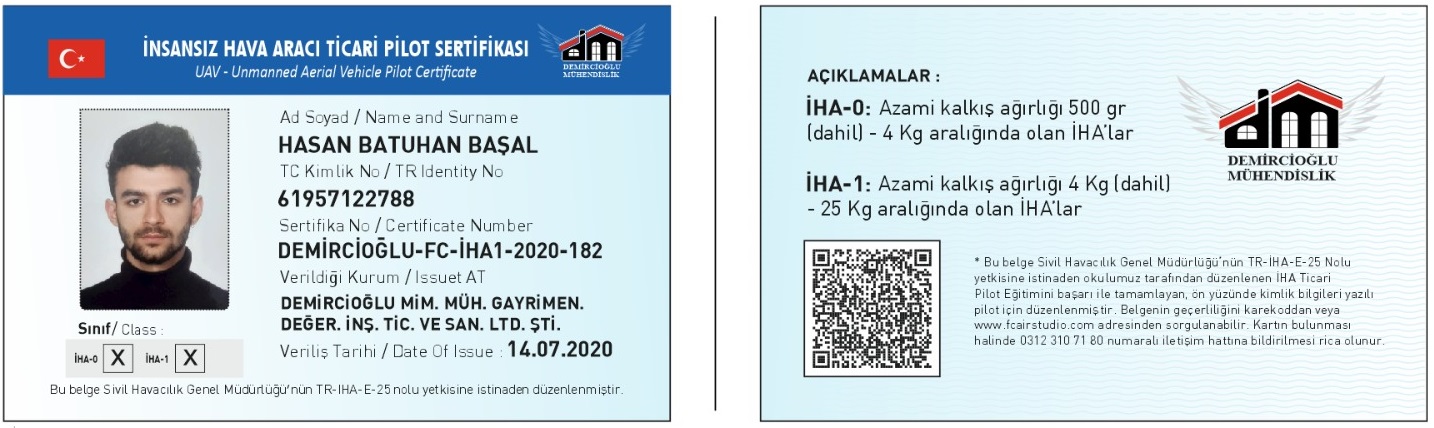 İNSANSIZ HAVA ARACI TİCARİ PİLOT SERTİFİKASI
UAV - Unmanned Aerial Vehicle Pilot Certificate
DEMİRCİOĞLU
MÜHENDİSLİK
Ad Soyad / Name and Surname
HASAN BATUHAN BAŞAL
TC Kimlik No / TR Identity No
61957122788
Sertifika No / Certificate Number
DEMİRCİOĞLU-FC-İHA1-2020-182
Verildiği Kurum / Issuet AT
DEMİRCİOĞLU MİM. MÜH. GAYRİMEN.
DEĞER. İNŞ. TİC. VE SAN. LTD. ŞTİ.
Veriliş Tarihi / Date Of Issue : 14.07.2020
Sınıf/ Class :
İHA-0 X İHA-1 X
Bu belge Sivil Havacılık Genel Müdürlüğü'nün TR-IHA-E-25 nolu yetkisine istinaden düzenlenmiştir.
AÇIKLAMALAR :
İHA-0: Azami kalkış ağırlığı 500 gr
(dahil) - 4 Kg aralığında olan İHA'lar
İHA-1: Azami kalkış ağırlığı 4 Kg (dahil)
- 25 Kg aralığında olan İHA'lar
DEMİRCİOĞLU
MÜHENDİSLİK
* Bu belge Sivil Havacılık Genel Müdürlüğü'nün TR-İHA-E-25 Nolu
yetkisine istinaden okulumuz tarafından düzenlenen İHA Ticari
Pilot Eğitimini başarı ile tamamlayan, ön yüzünde kimlik bilgileri yazılı
pilot için düzenlenmiştir. Belgenin geçerliliğini karekoddan veya
www.fcairstudio.com adresinden sorgulanabilir. Kartın bulunması
halinde 0312 310 71 80 numaralı iletişim hattına bildirilmesi rica olunur.